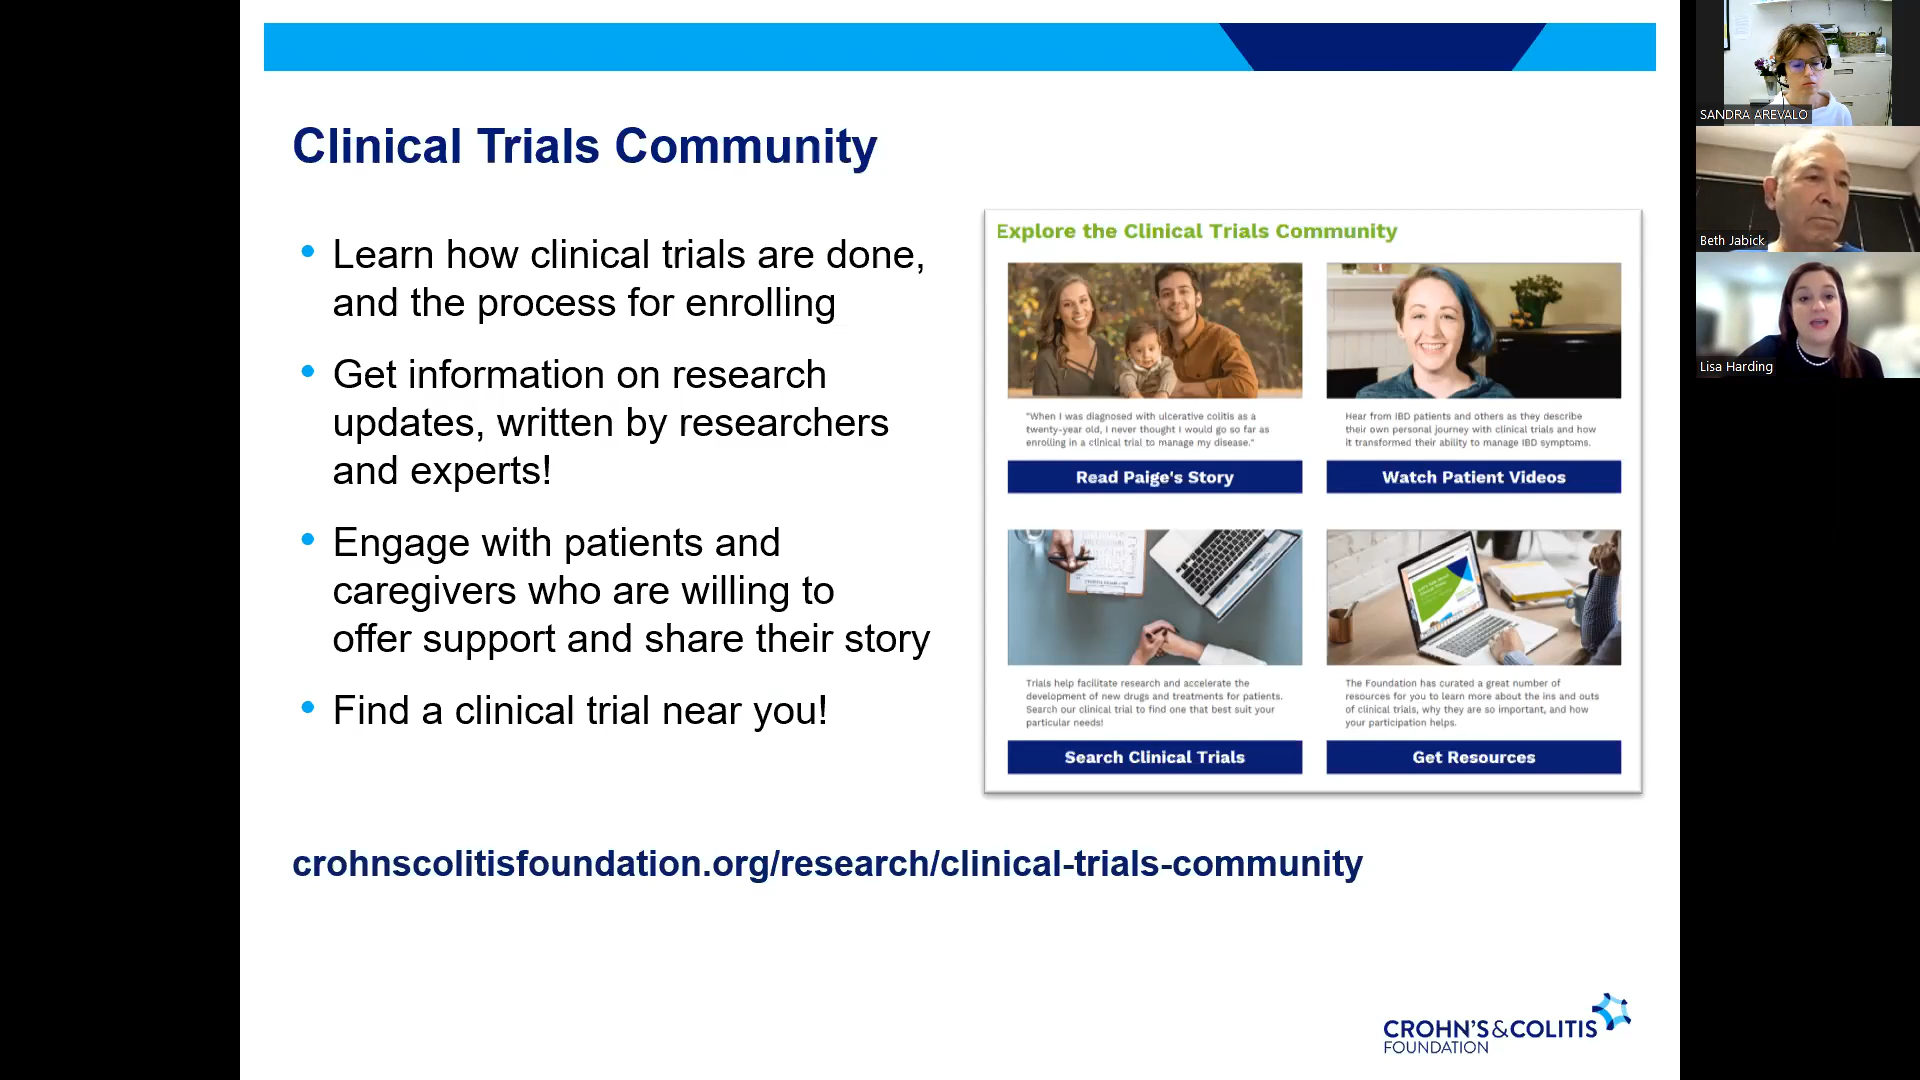 Clinical Trials Community
• Learn how clinical trials are done,
and the process for enrolling
• Get information on research
updates, written by researchers
and experts!
• Engage with patients and
caregivers who are willing to
offer support and share their story
• Find a clinical trial near you!
Explore the Clinical Trials Community
"When I was diagnosed with ulcerative colitis as a
twenty-year old, I never thought I would go so far as
enrolling in a clinical trial to manage my disease."
Read Paige's Story
Hear from IBD patients and others as they describe
their own personal journey with clinical trials and how
it transformed their ability to manage IBD symptoms.
Watch Patient Videos
Trials help facilitate research and accelerate the
development of new drugs and treatments for patients.
Search our clinical trial to find one that best suit your
particular needs!
Search Clinical Trials
The Foundation has curated a great number of
resources for you to learn more about the ins and outs
of clinical trials, why they are so important, and how
your participation helps.
Get Resources
crohnscolitisfoundation.org/research/clinical-trials-community
CROHN'S&COLITIS
FOUNDATION
SANDRA AREVALO
Beth Jabick
Lisa Harding